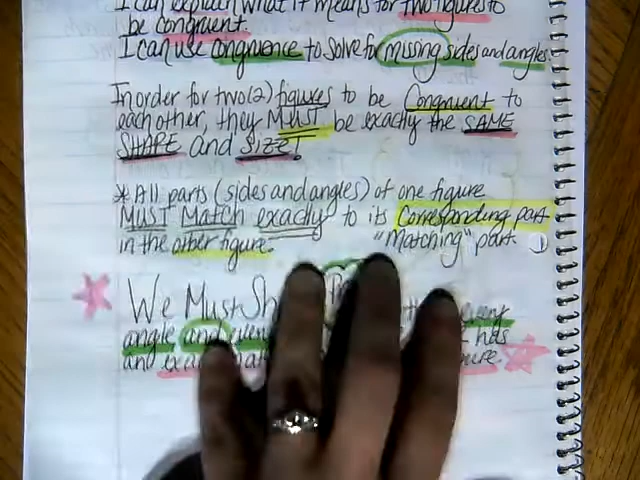 I can explain what it means for two figures to
be congruent.
I can use congruence to solve for missing sides and angles.
In order for two (2) figures to be Congruent to
each other, they MUST be exactly the SAME
SHAPE and SIZE!
* All parts (sides and angles) of one figure
MUST Match exactly to its Corresponding part
in the other figure. "Matching" part.
We Must
angle and
has
and